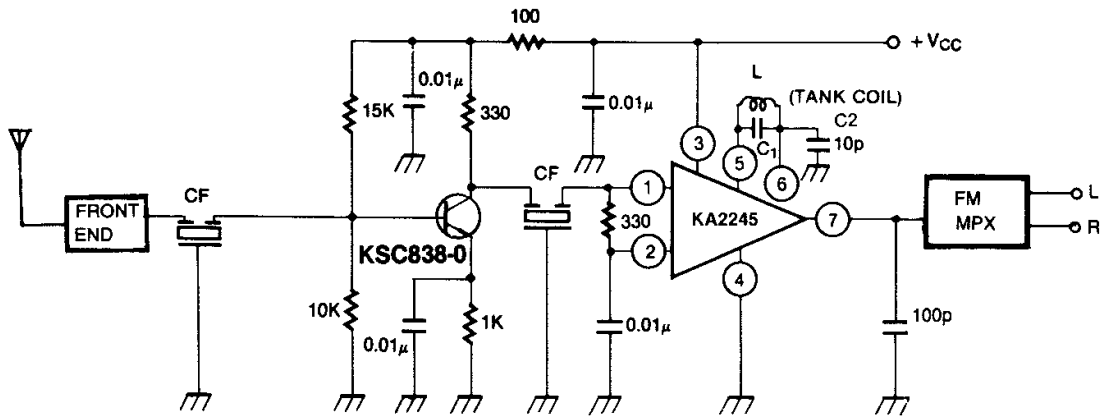 100
+ VCC
0.01μ
L
15K
330
0.01μ
(TANK COIL)
C2
10p
C1
3
5
6
CF
CF
1
FRONT
END
330
KA2245
7
FM
MPX
L
R
KSC838-0
2
4
10K
0.01μ
1K
0.01μ
100p